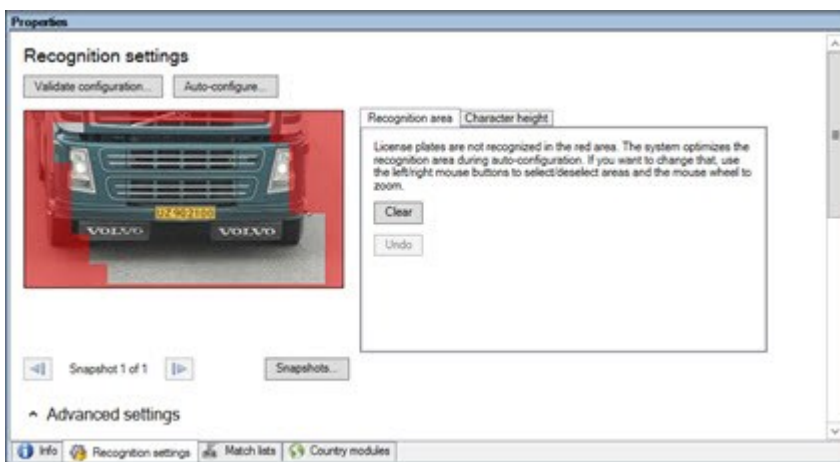 Properties
Recognition settings
Validate configuration...
Auto-configure...
Recognition area
Character height
License plates are not recognized in the red area. The system optimizes the
recognition area during auto-configuration. If you want to change that, use
the left/right mouse buttons to select/deselect areas and the mouse wheel to
zoom.
Clear
Undo
UZ 902100
VOLVO
VOLVO
Snapshot 1 of 1
Snapshots...
Advanced settings
Info
Recognition settings
Match lists
Country modules